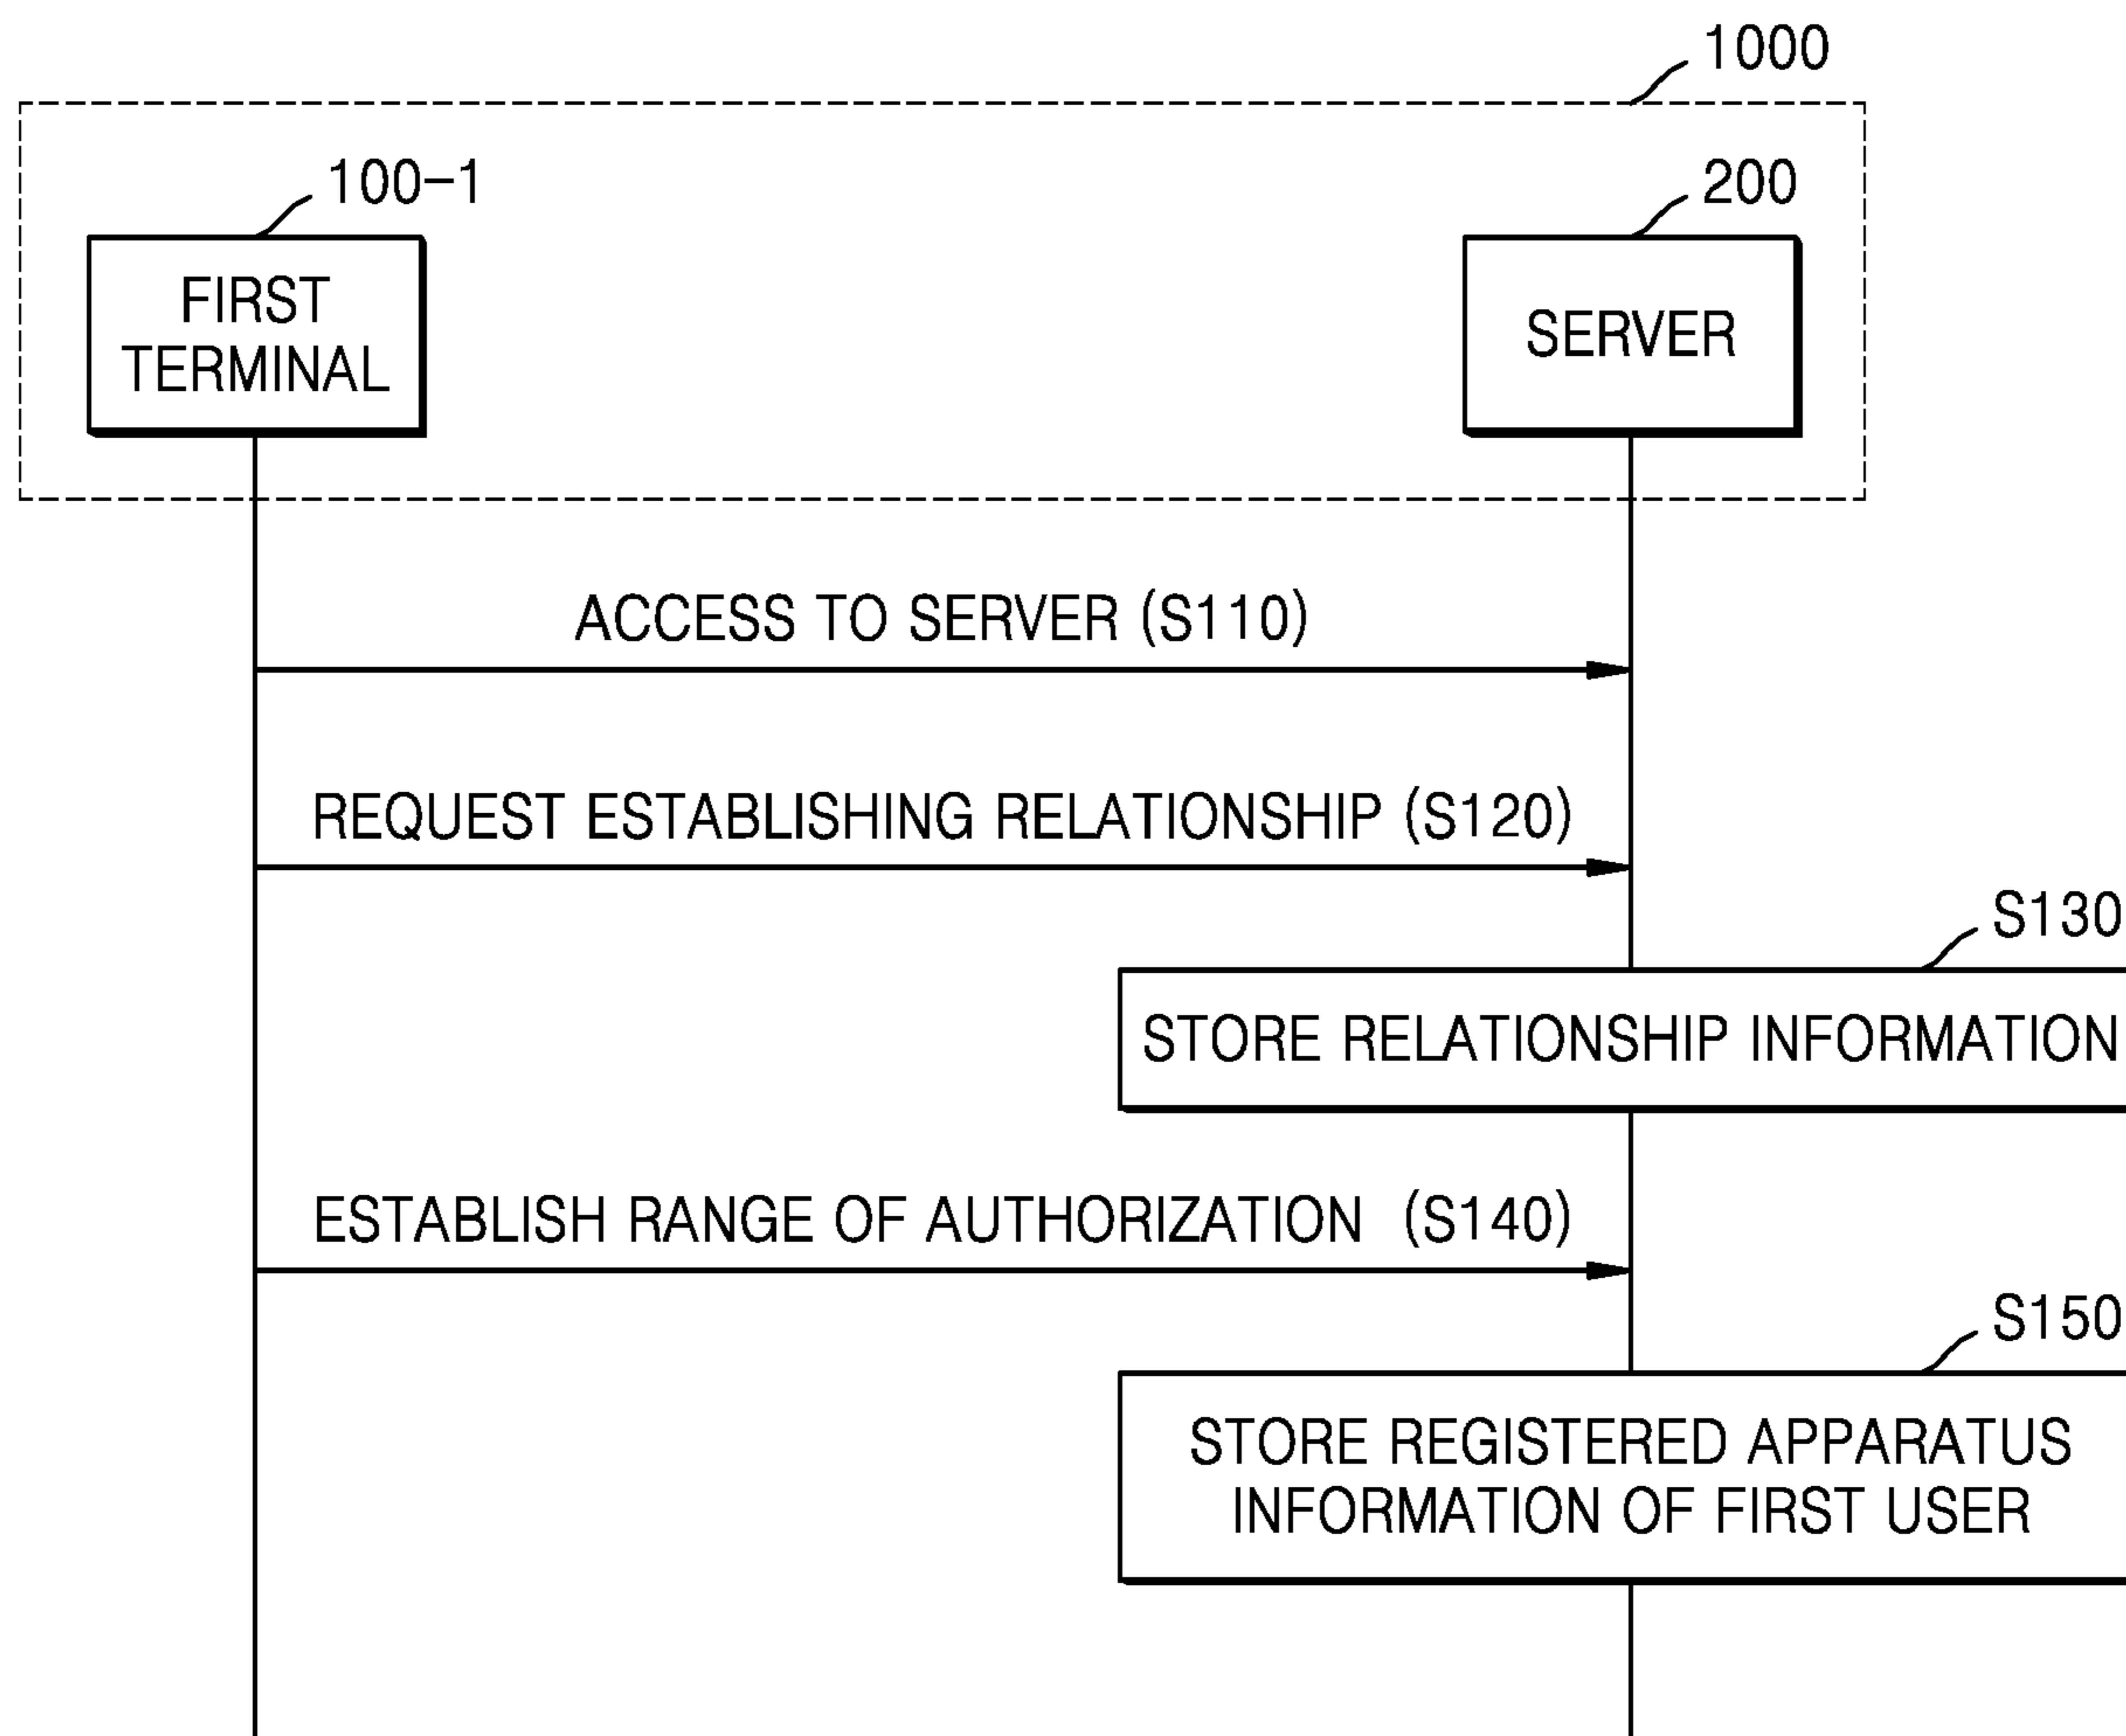 1000
100-1
200
FIRST
TERMINAL
SERVER
ACCESS TO SERVER (S110)
REQUEST ESTABLISHING RELATIONSHIP (S120)
S130
STORE RELATIONSHIP INFORMATION
ESTABLISH RANGE OF AUTHORIZATION (S140)
S150
STORE REGISTERED APPARATUS
INFORMATION OF FIRST USER